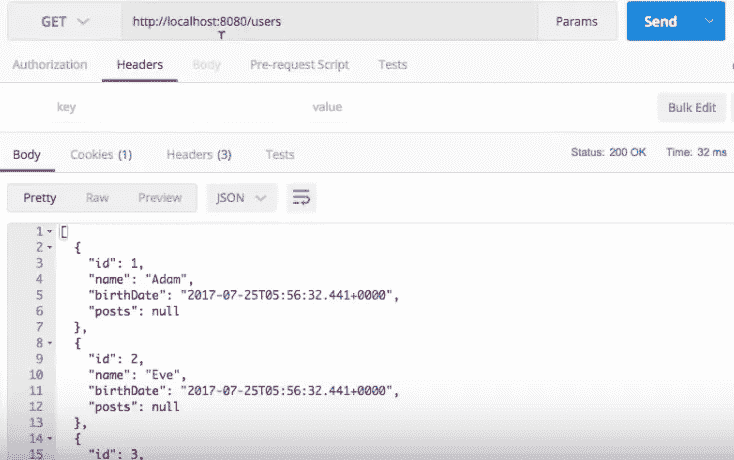 GET http://localhost:8080/users Params Send
Authorization Headers Body Pre-request Script Tests
key value Bulk Edit
Body Cookies (1) Headers (3) Tests Status: 200 OK Time: 32 ms
Pretty Raw Preview JSON
1 [
2 {
3 "id": 1,
4 "name": "Adam",
5 "birthDate": "2017-07-25T05:56:32.441+0000",
6 "posts": null
7 },
8 {
9 "id": 2,
10 "name": "Eve",
11 "birthDate": "2017-07-25T05:56:32.441+0000",
12 "posts": null
13 },
14 {
15 "id": 3,